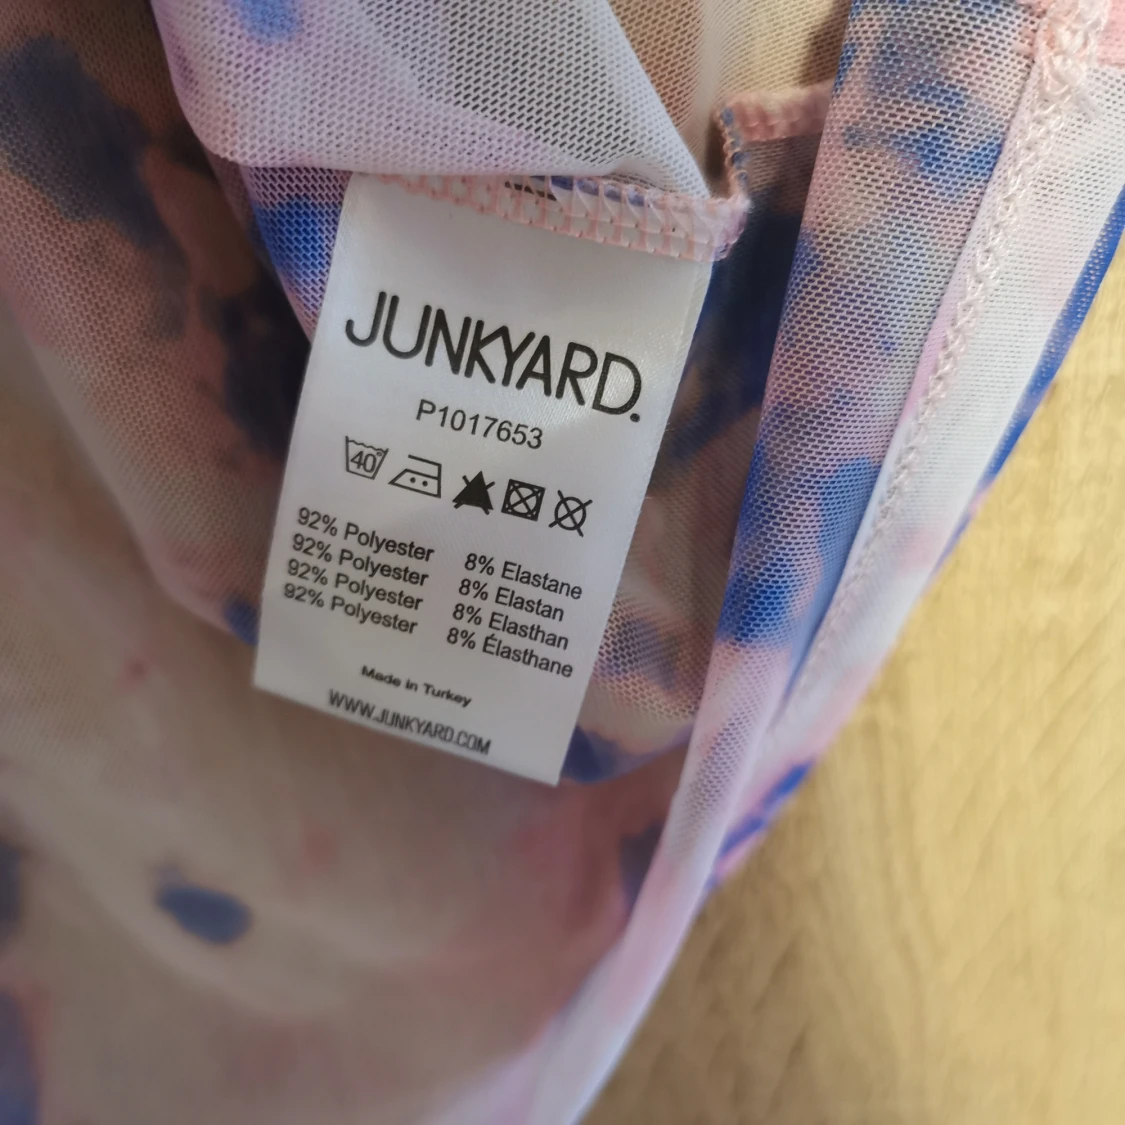 JUNKYARD.
P1017653
40°
92% Polyester 8% Elastane
92% Polyester 8% Elastan
92% Polyester 8% Elasthan
92% Polyester 8% Élasthane
Made in Turkey
WWW.JUNKYARD.COM